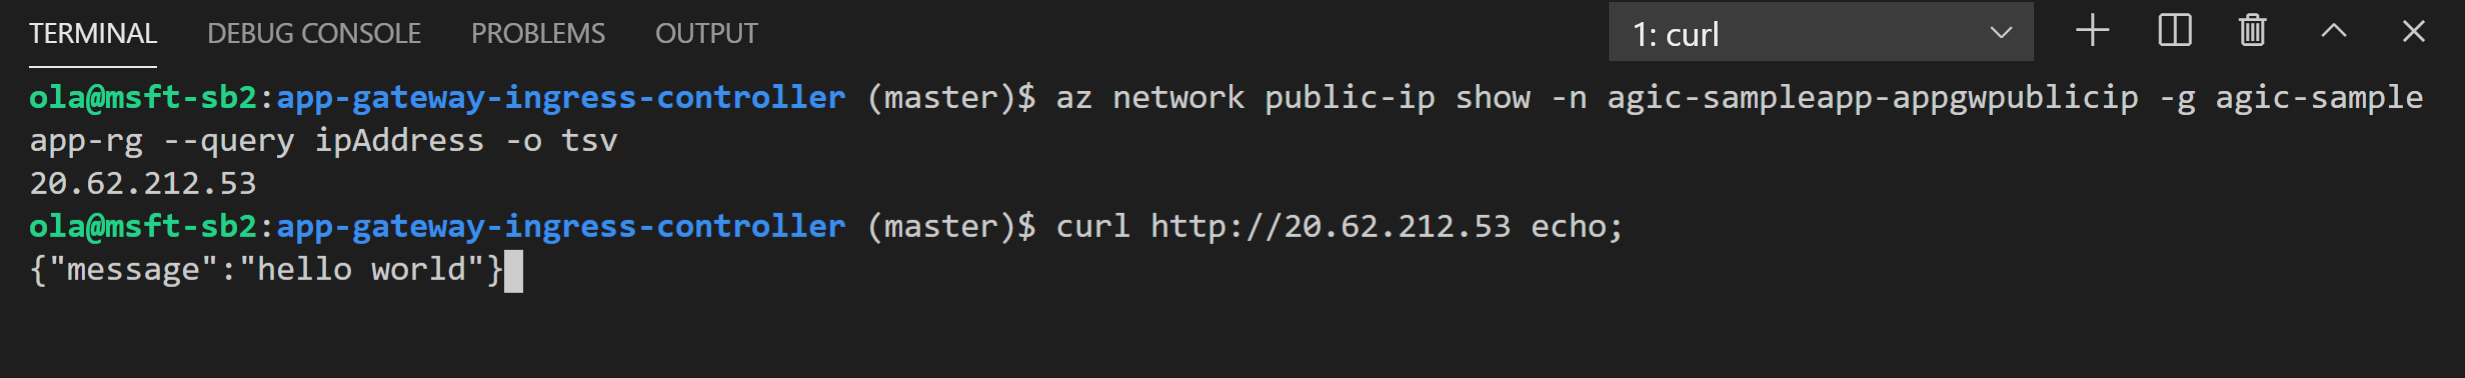 TERMINAL DEBUG CONSOLE PROBLEMS OUTPUT 1: curl
ola@msft-sb2:app-gateway-ingress-controller (master)$ az network public-ip show -n agic-sampleapp-appgwpublicip -g agic-sample
app-rg --query ipAddress -o tsv
20.62.212.53
ola@msft-sb2:app-gateway-ingress-controller (master)$ curl http://20.62.212.53 echo;
{"message":"hello world"}